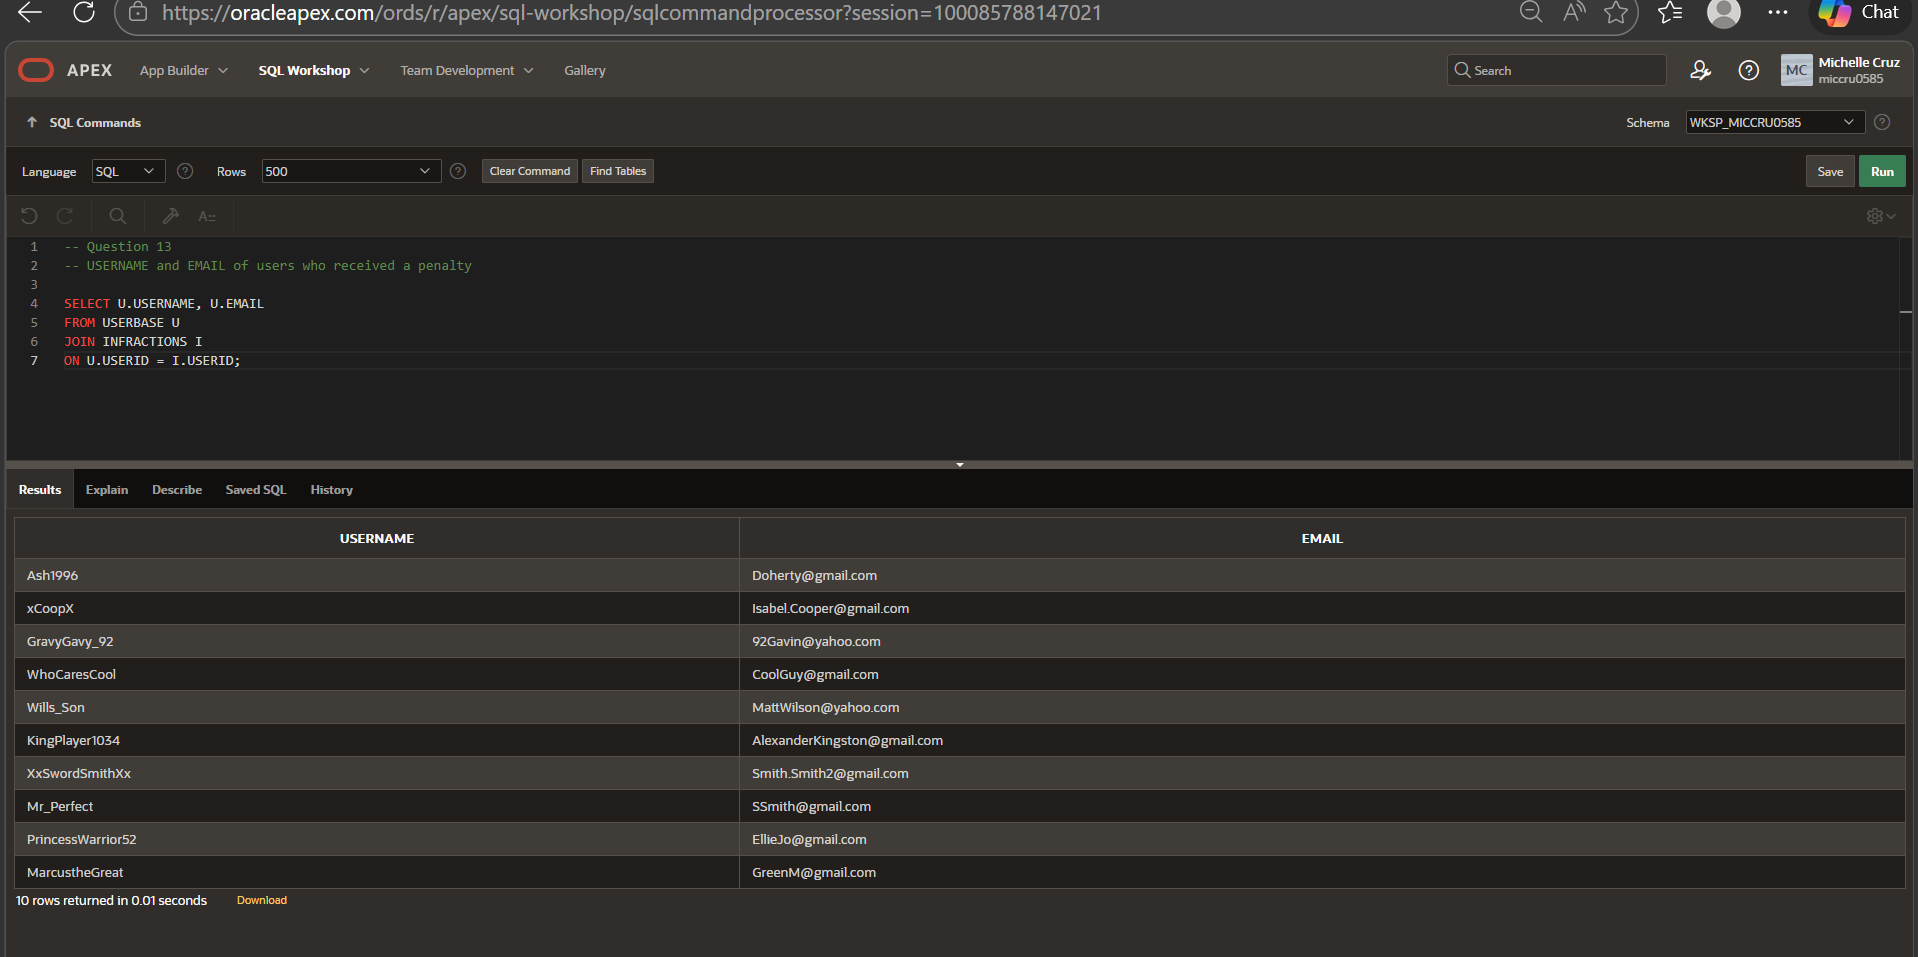 https://oracleapex.com/ords/r/apex/sql-workshop/sqlcommandprocessor?session=100085788147021
Chat
APEX
App Builder
SQL Workshop
Team Development
Gallery
Search
MC
Michelle Cruz
miccru0585
SQL Commands
Schema
WKSP_MICCRU0585
Language
SQL
Rows
500
Clear Command
Find Tables
Save
Run
1 -- Question 13
2 -- USERNAME and EMAIL of users who received a penalty
3
4 SELECT U.USERNAME, U.EMAIL
5 FROM USERBASE U
6 JOIN INFRACTIONS I
7 ON U.USERID = I.USERID;
Results
Explain
Describe
Saved SQL
History
USERNAME EMAIL
Ash1996 Doherty@gmail.com
xCoopX Isabel.Cooper@gmail.com
GravyGavy_92 92Gavin@yahoo.com
WhoCaresCool CoolGuy@gmail.com
Wills_Son MattWilson@yahoo.com
KingPlayer1034 AlexanderKingston@gmail.com
XxSwordSmithXx Smith.Smith2@gmail.com
Mr_Perfect SSmith@gmail.com
PrincessWarrior52 EllieJo@gmail.com
MarcustheGreat GreenM@gmail.com
10 rows returned in 0.01 seconds
Download